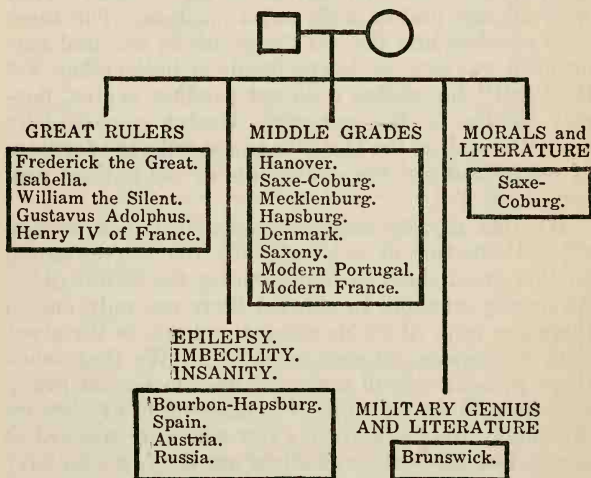 GREAT RULERS
Frederick the Great.
Isabella.
William the Silent.
Gustavus Adolphus.
Henry IV of France.
MIDDLE GRADES
Hanover.
Saxe-Coburg.
Mecklenburg.
Hapsburg.
Denmark.
Saxony.
Modern Portugal.
Modern France.
MORALS and
LITERATURE
Saxe-
Coburg.
EPILEPSY.
IMBECILITY.
INSANITY.
Bourbon-Hapsburg.
Spain.
Austria.
Russia.
MILITARY GENIUS
AND LITERATURE
Brunswick.